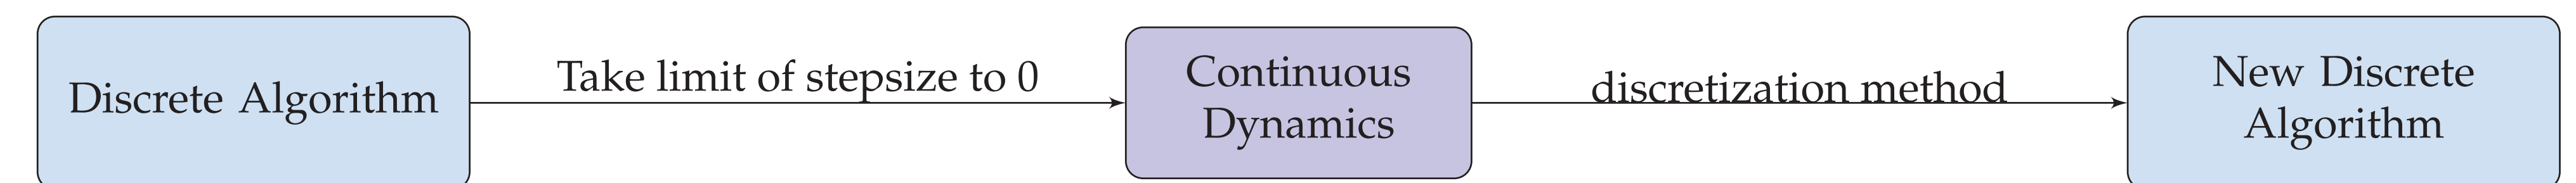 Discrete Algorithm
Take limit of stepsize to 0
Continuous
Dynamics
discretization method
New Discrete
Algorithm